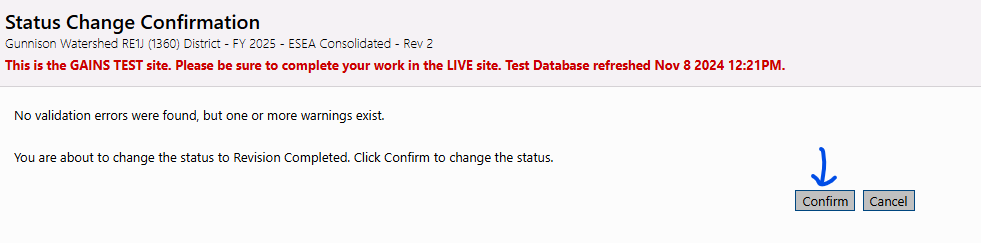 Status Change Confirmation
Gunnison Watershed RE1J (1360) District - FY 2025 - ESEA Consolidated - Rev 2
This is the GAINS TEST site. Please be sure to complete your work in the LIVE site. Test Database refreshed Nov 8 2024 12:21PM.
No validation errors were found, but one or more warnings exist.
You are about to change the status to Revision Completed. Click Confirm to change the status.
Confirm Cancel